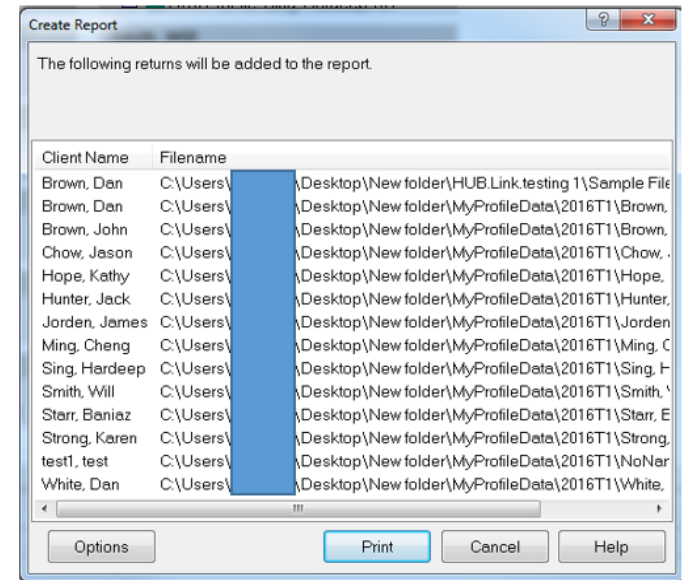 Create Report
The following returns will be added to the report.
Client Name Filename
Brown, Dan C:\Users\ \Desktop\New folder\HUB.Link.testing 1\Sample File
Brown, Dan C:\Users\ \Desktop\New folder\MyProfileData\2016T1\Brown,
Brown, John C:\Users\ \Desktop\New folder\MyProfileData\2016T1\Brown,
Chow, Jason C:\Users\ \Desktop\New folder\MyProfileData\2016T1\Chow,
Hope, Kathy C:\Users\ \Desktop\New folder\MyProfileData\2016T1\Hope,
Hunter, Jack C:\Users\ \Desktop\New folder\MyProfileData\2016T1\Hunter,
Jorden, James C:\Users\ \Desktop\New folder\MyProfileData\2016T1\Jorden
Ming, Cheng C:\Users\ \Desktop\New folder\MyProfileData\2016T1\Ming, C
Sing, Hardeep C:\Users\ \Desktop\New folder\MyProfileData\2016T1\Sing, H
Smith, Will C:\Users\ \Desktop\New folder\MyProfileData\2016T1\Smith,
Starr, Baniaz C:\Users\ \Desktop\New folder\MyProfileData\2016T1\Starr, E
Strong, Karen C:\Users\ \Desktop\New folder\MyProfileData\2016T1\Strong,
test1, test C:\Users\ \Desktop\New folder\MyProfileData\2016T1\NoNar
White, Dan C:\Users\ \Desktop\New folder\MyProfileData\2016T1\White,
Options Print Cancel Help